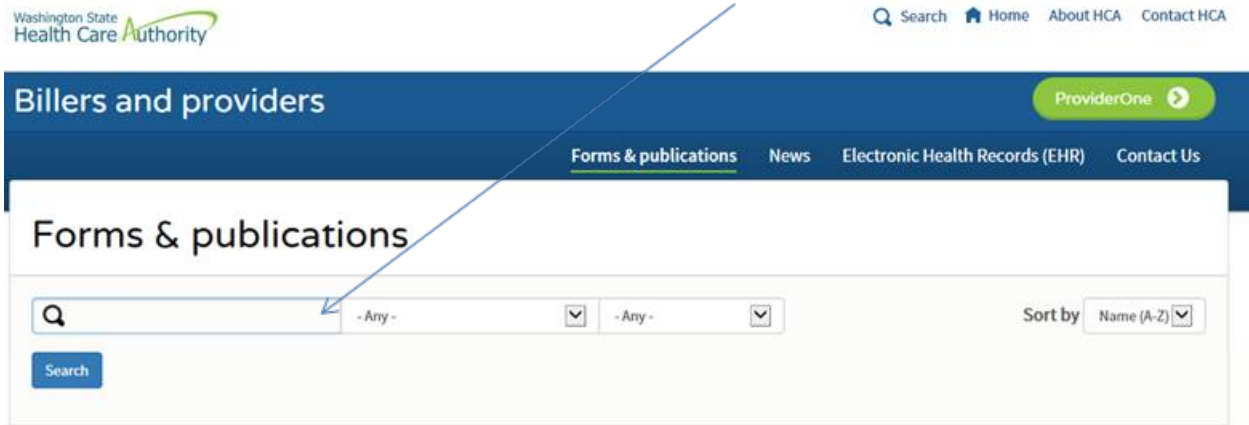 Washington State
Health Care Authority
Search Home About HCA Contact HCA
Billers and providers
ProviderOne
Forms & publications News Electronic Health Records (EHR) Contact Us
Forms & publications
- Any - - Any - Sort by Name (A-Z)
Search